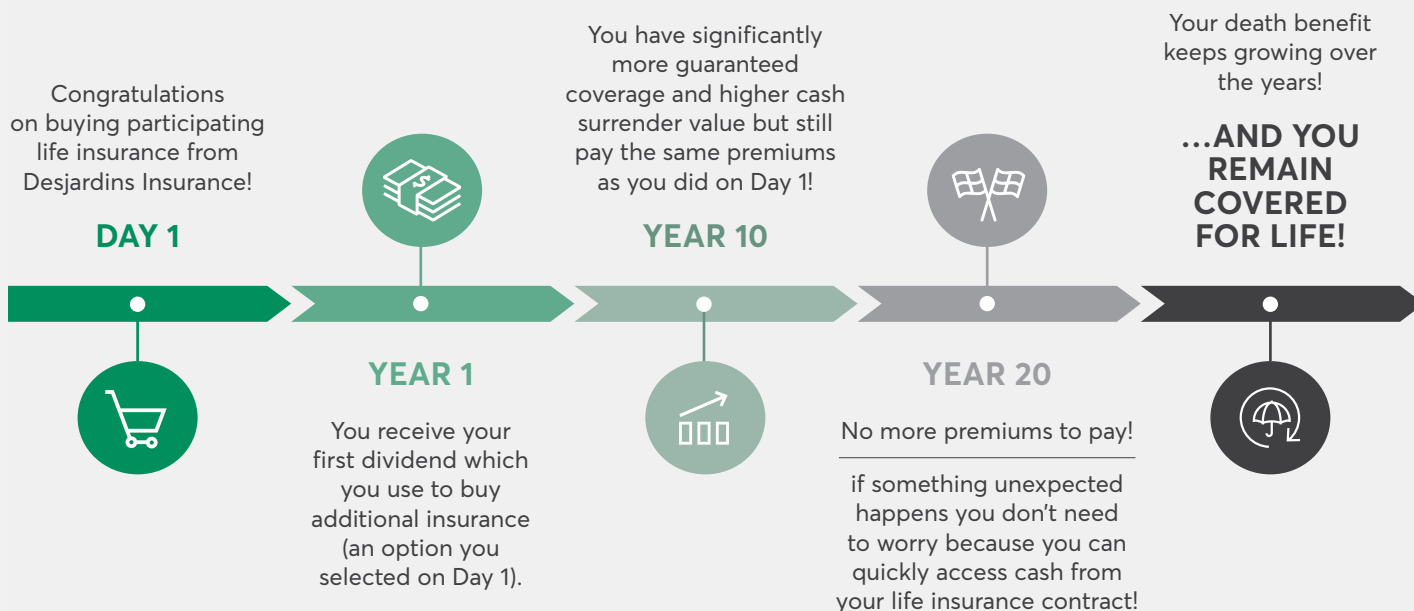 Congratulations
on buying participating
life insurance from
Desjardins Insurance!
DAY 1
YEAR 1
You receive your
first dividend which
you use to buy
additional insurance
(an option you
selected on Day 1).
You have significantly
more guaranteed
coverage and higher cash
surrender value but still
pay the same premiums
as you did on Day 1!
YEAR 10
YEAR 20
No more premiums to pay!
if something unexpected
happens you don't need
to worry because you can
quickly access cash from
your life insurance contract!
Your death benefit
keeps growing over
the years!
...AND YOU
REMAIN
COVERED
FOR LIFE!